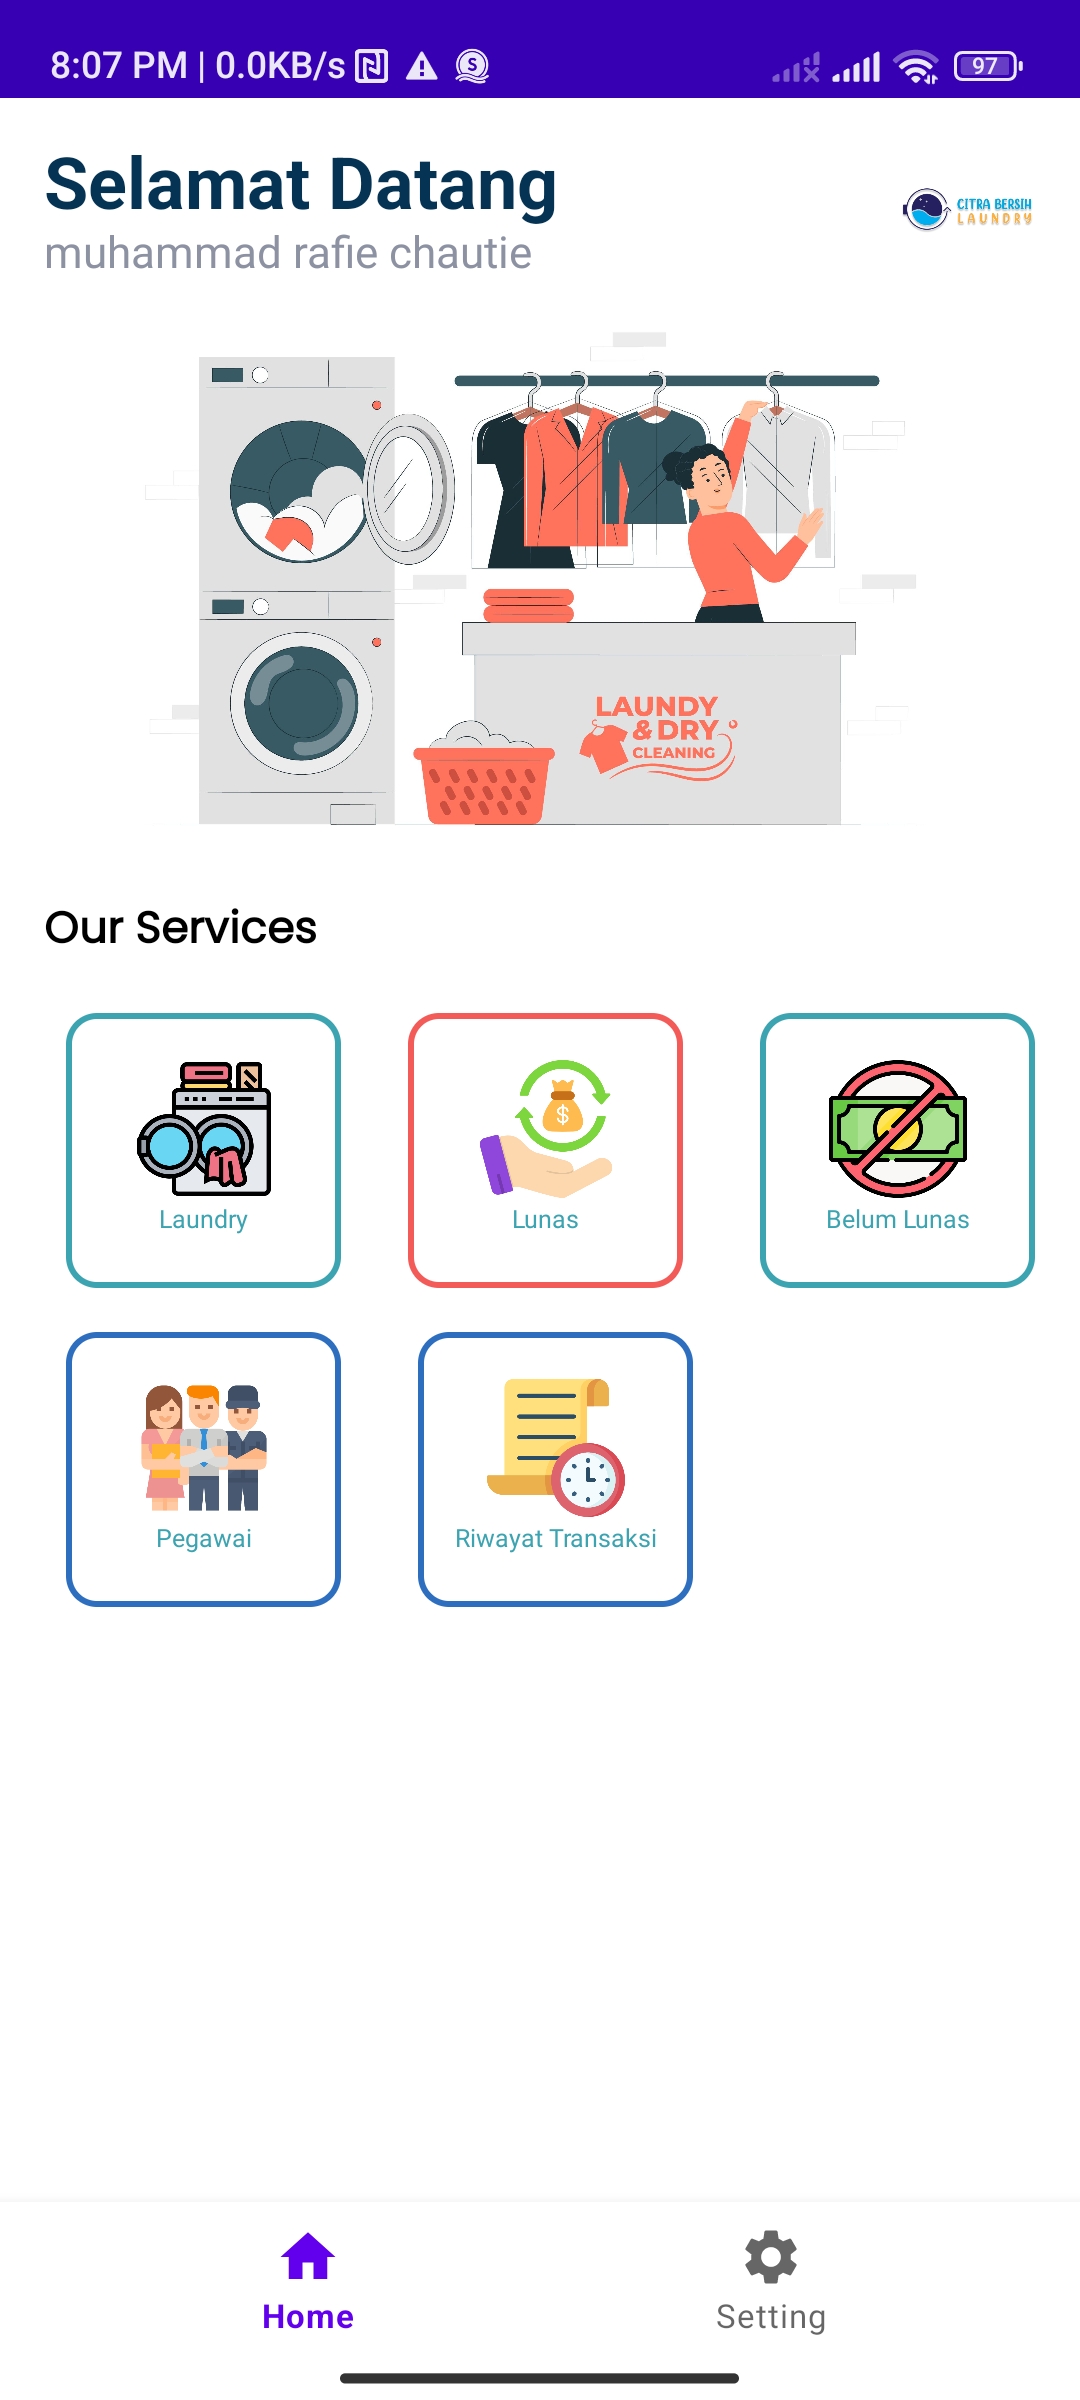 8:07 PM | 0.0KB/s
97
Selamat Datang
muhammad rafie chautie
CITRA BERSIH
LAUNDRY
LAUNDY
& DRY
CLEANING
Our Services
Laundry
Lunas
Belum Lunas
Pegawai
Riwayat Transaksi
Home
Setting